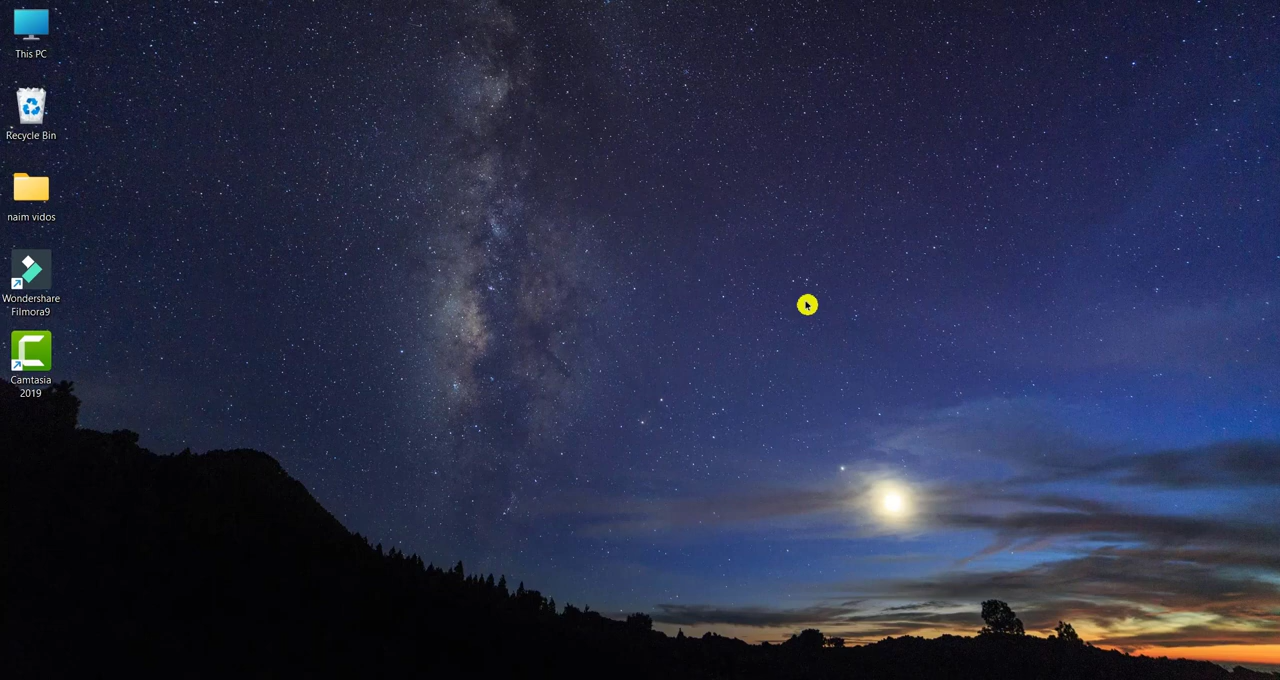 This PC
Recycle Bin
naim vidos
Wondershare
Filmora9
Camtasia
2019